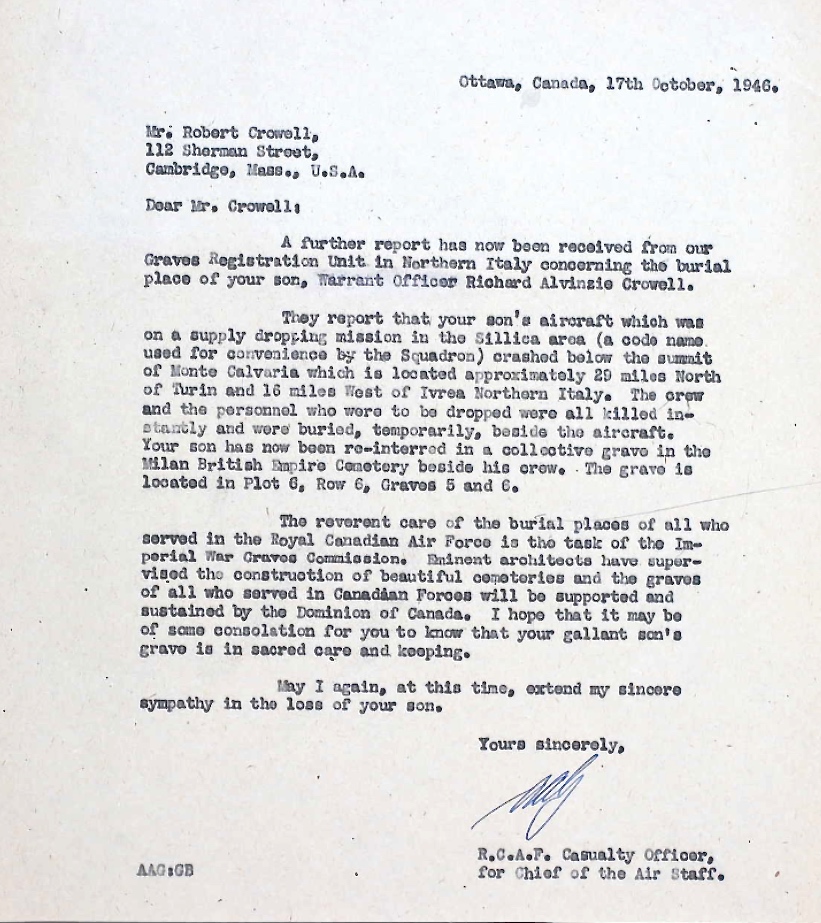 Ottawa, Canada, 17th October, 1946.
Mr. Robert Crowell,
112 Sherman Street,
Cambridge, Mass., U.S.A.
Dear Mr. Crowell:
A further report has now been received from our
Graves Registration Unit in Northern Italy concerning the burial
place of your son, Warrant Officer Richard Alvinzie Crowell.
They report that your son's aircraft which was
on a supply dropping mission in the Sillica area (a code name
used for convenience by the Squadron) crashed below the summit
of Monte Calvaria which is located approximately 29 miles North
of Turin and 16 miles West of Ivrea Northern Italy. The crew
and the personnel who were to be dropped were all killed in-
stantly and were buried, temporarily, beside the aircraft.
Your son has now been re-interred in a collective grave in the
Milan British Empire Cemetery beside his crew. The grave is
located in Plot 6, Row 6, Graves 5 and 6.
The reverent care of the burial places of all who
served in the Royal Canadian Air Force is the task of the Im-
perial War Graves Commission. Eminent architects have super-
vised the construction of beautiful cemeteries and the graves
of all who served in Canadian Forces will be supported and
sustained by the Dominion of Canada. I hope that it may be
of some consolation for you to know that your gallant son's
grave is in sacred care and keeping.
May I again, at this time, extend my sincere
sympathy in the loss of your son.
Yours sincerely,
R.C.A.F. Casualty Officer,
for Chief of the Air Staff.
AAG:GB